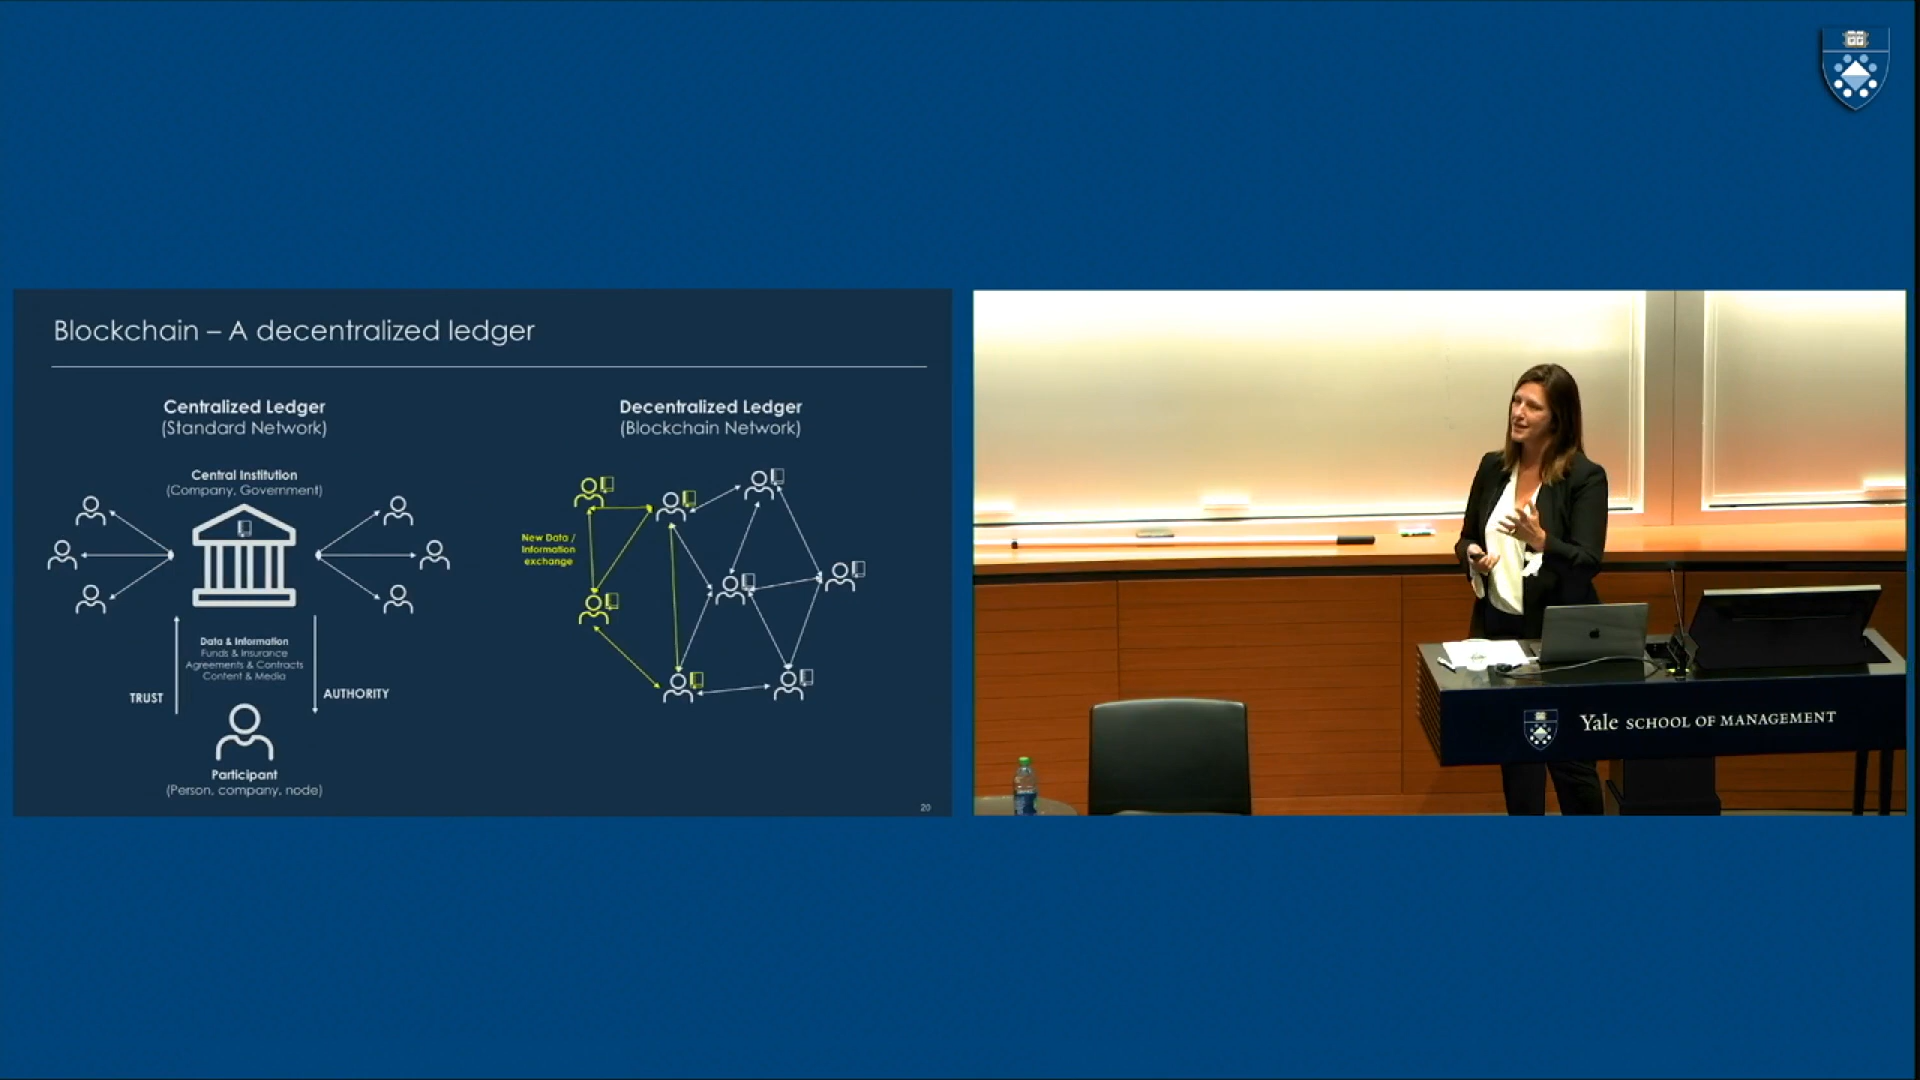 Blockchain – A decentralized ledger
Centralized Ledger
(Standard Network)
Central Institution
(Company, Government)
Data & Information
Funds & Insurance
Agreements & Contracts
Content & Media
TRUST
AUTHORITY
Participant
(Person, company, node)
Decentralized Ledger
(Blockchain Network)
New Data /
Information
exchange
20
Yale SCHOOL OF MANAGEMENT